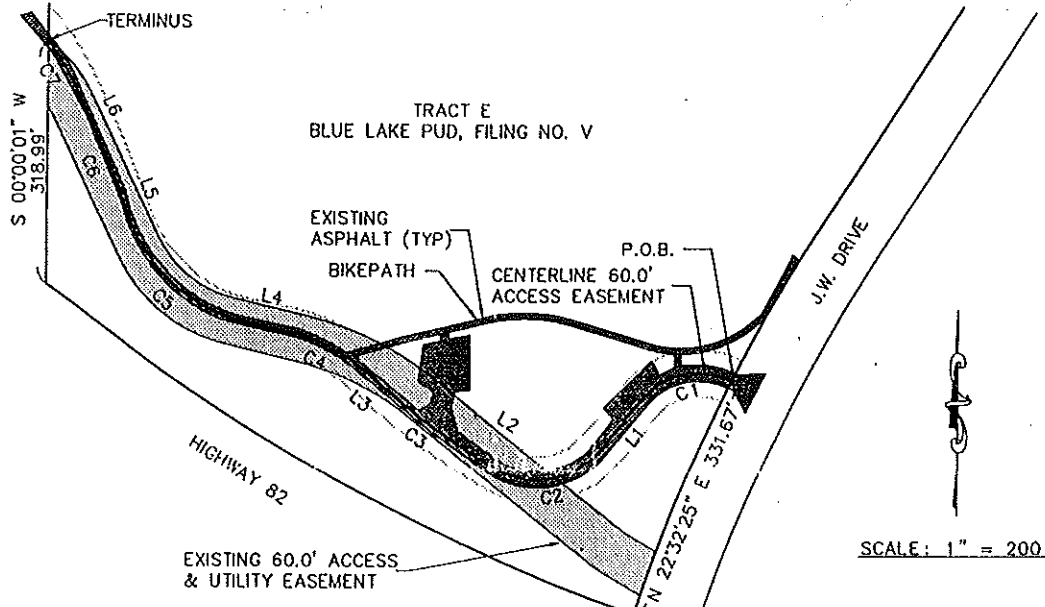 TERMINUS
C7
S 00°00'01" W
318.99'
L6
TRACT E
BLUE LAKE PUD, FILING NO. V
C6
L5
EXISTING
ASPHALT (TYP)
BIKEPATH
P.O.B.
CENTERLINE 60.0'
ACCESS EASEMENT
J.W. DRIVE
C5
L4
C4
L3
C3
L2
L1
C1
C2
HIGHWAY 82
N 22°32'25" E 331.67'
EXISTING 60.0' ACCESS
& UTILITY EASEMENT
SCALE: 1" = 200